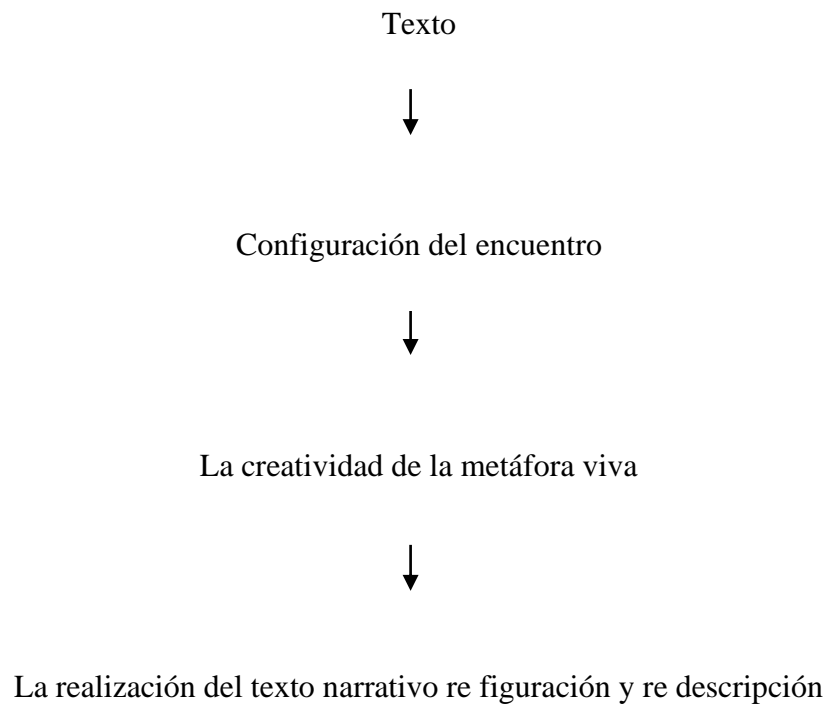 Texto
Configuración del encuentro
La creatividad de la metáfora viva
La realización del texto narrativo re figuración y re descripción